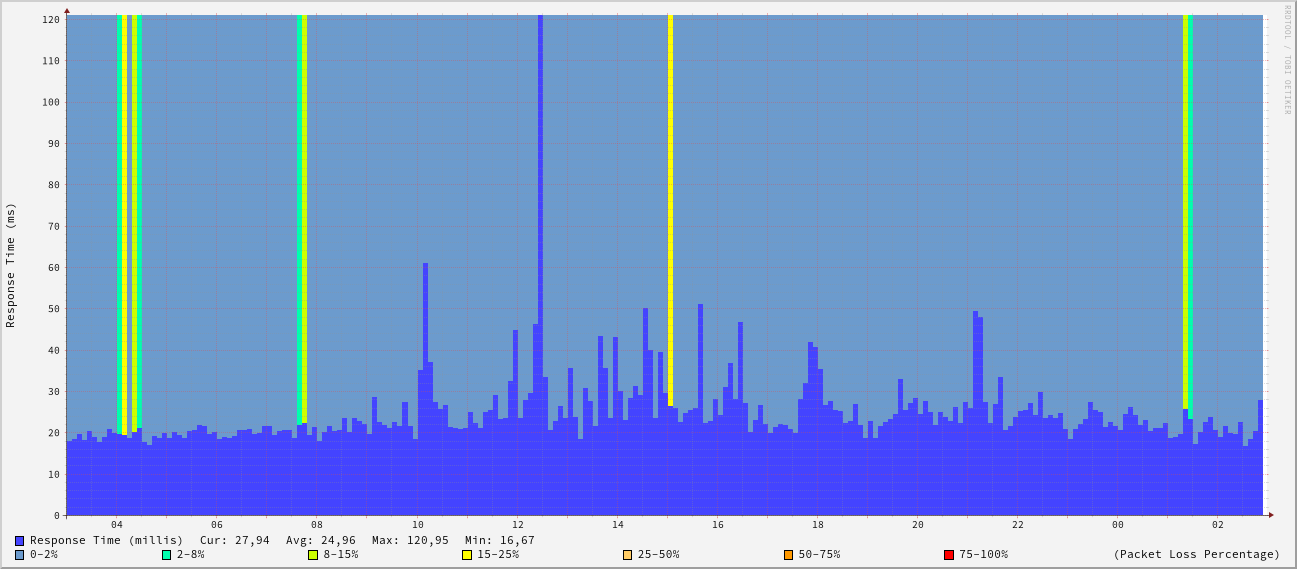 RRDTOOL / TOBI OETIKER
Response Time (ms)
120
110
100
90
80
70
60
50
40
30
20
10
0
04 06 08 10 12 14 16 18 20 22 00 02
Response Time (millis) Cur: 27,94 Avg: 24,96 Max: 120,95 Min: 16,67
0-2% 2-8% 8-15% 15-25% 25-50% 50-75% 75-100% (Packet Loss Percentage)